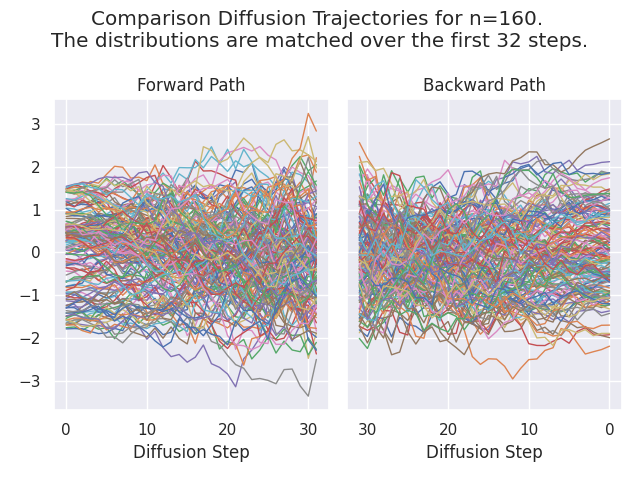 Comparison Diffusion Trajectories for n=160.
The distributions are matched over the first 32 steps.
Forward Path
Backward Path
3
2
1
0
−1
−2
−3
0 10 20 30
30 20 10 0
Diffusion Step
Diffusion Step